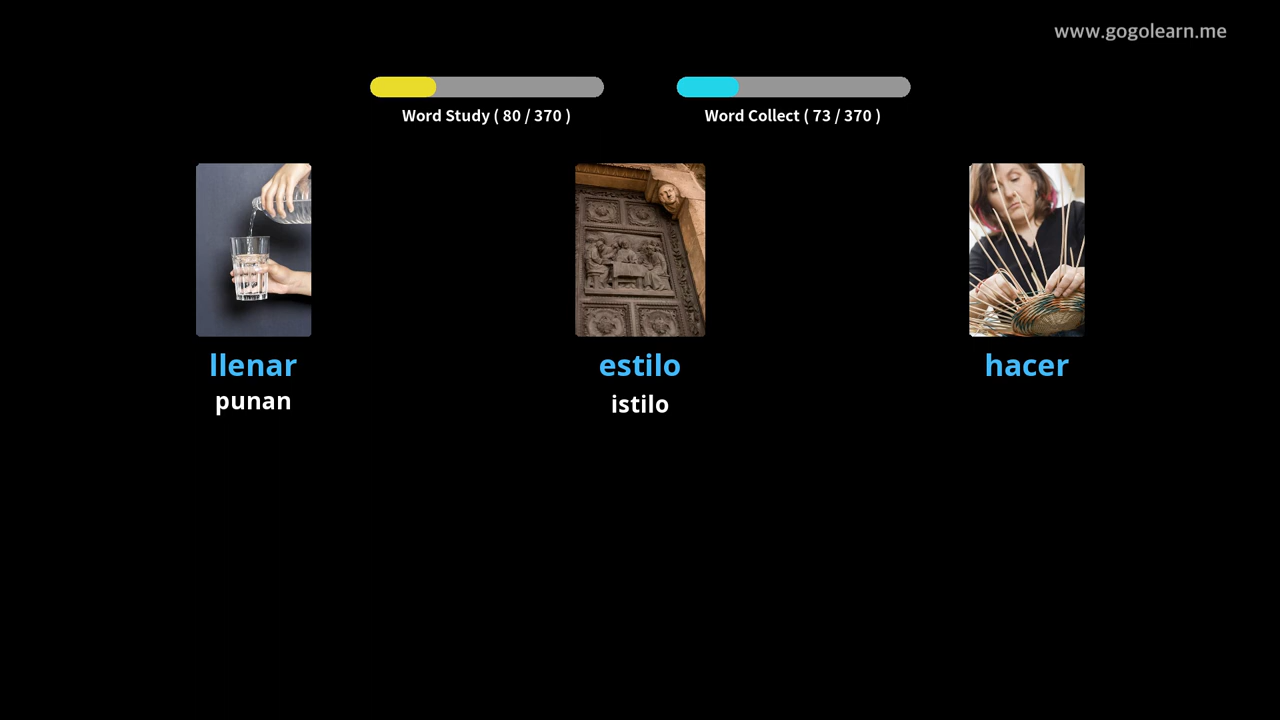 www.gogolearn.me
Word Study ( 80 / 370 )
Word Collect ( 73 / 370 )
llenar
punan
estilo
istilo
hacer